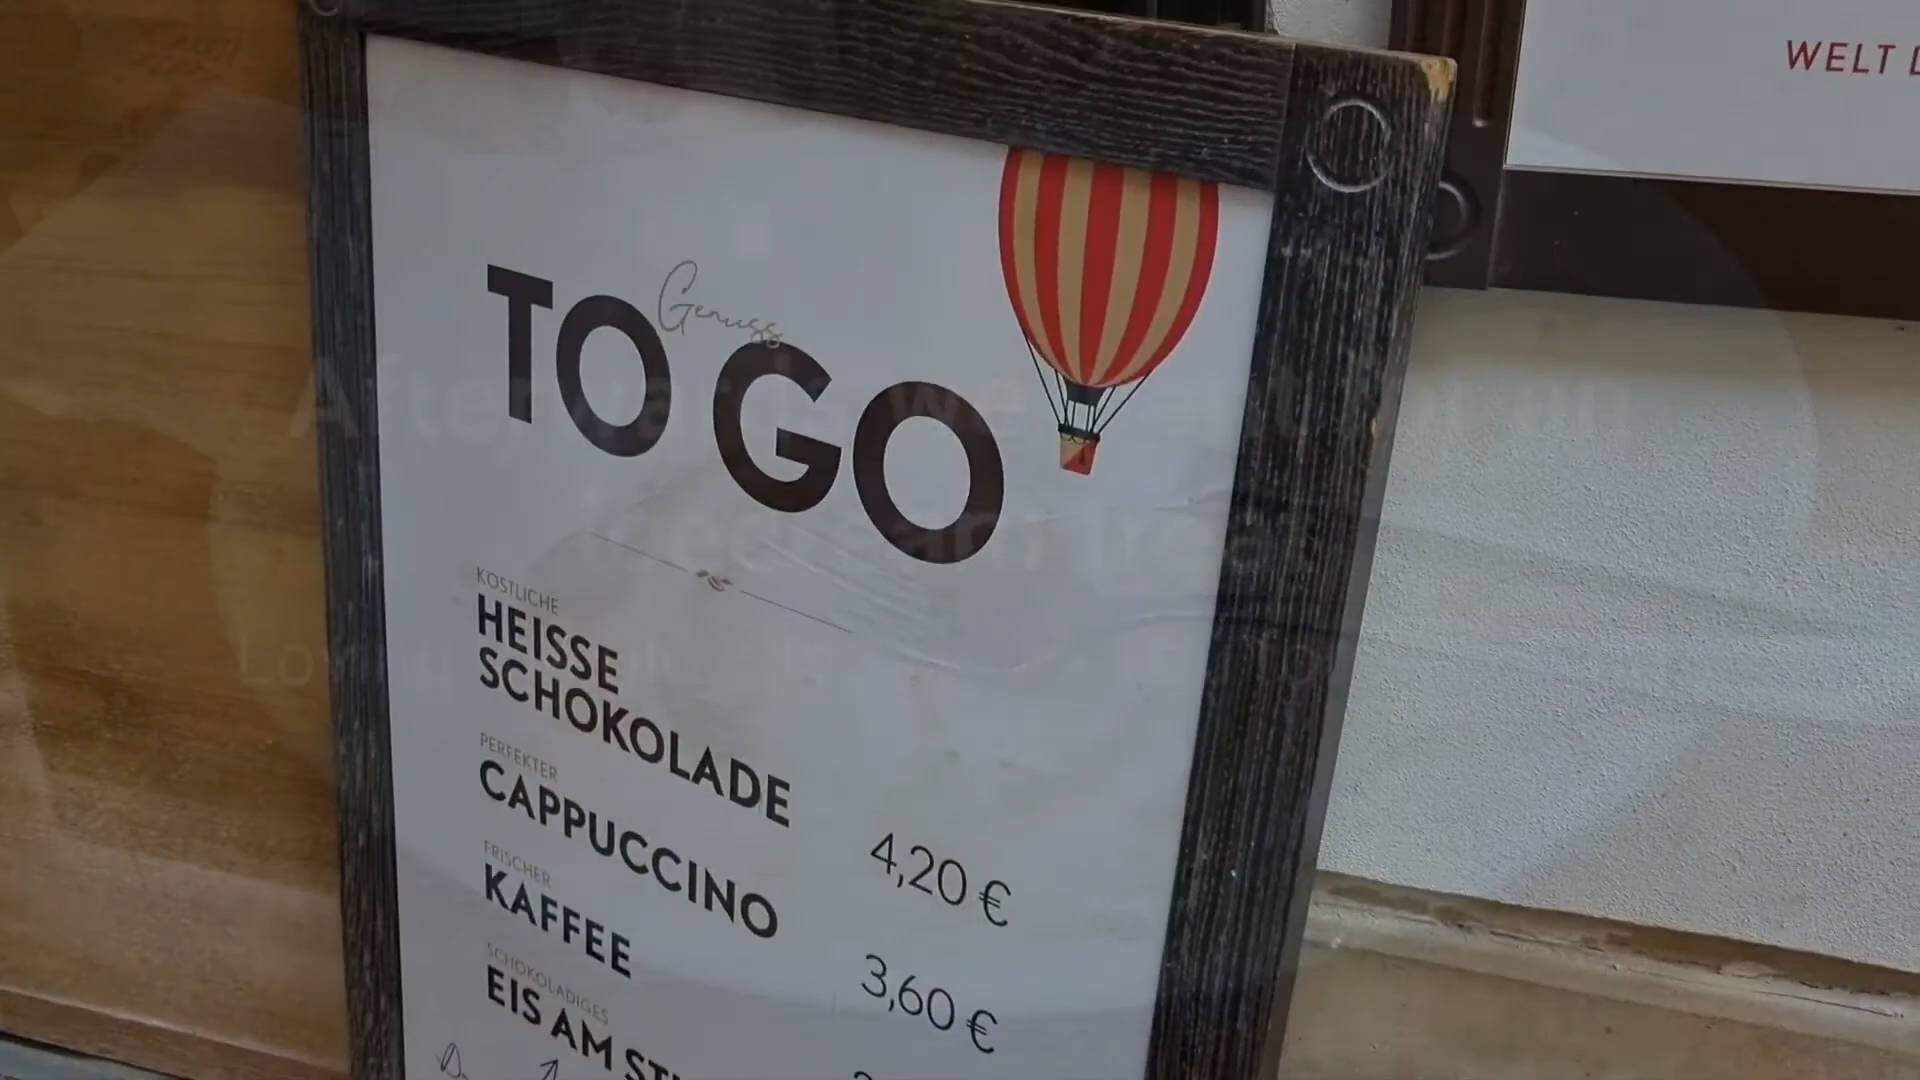 WELT
Genuss
TO GO
KÖSTLICHE
HEISSE
SCHOKOLADE
4,20 €
PERFEKTER
CAPPUCCINO
3,60 €
FRISCHER
KAFFEE
SCHOKOLADIGES
EIS AM